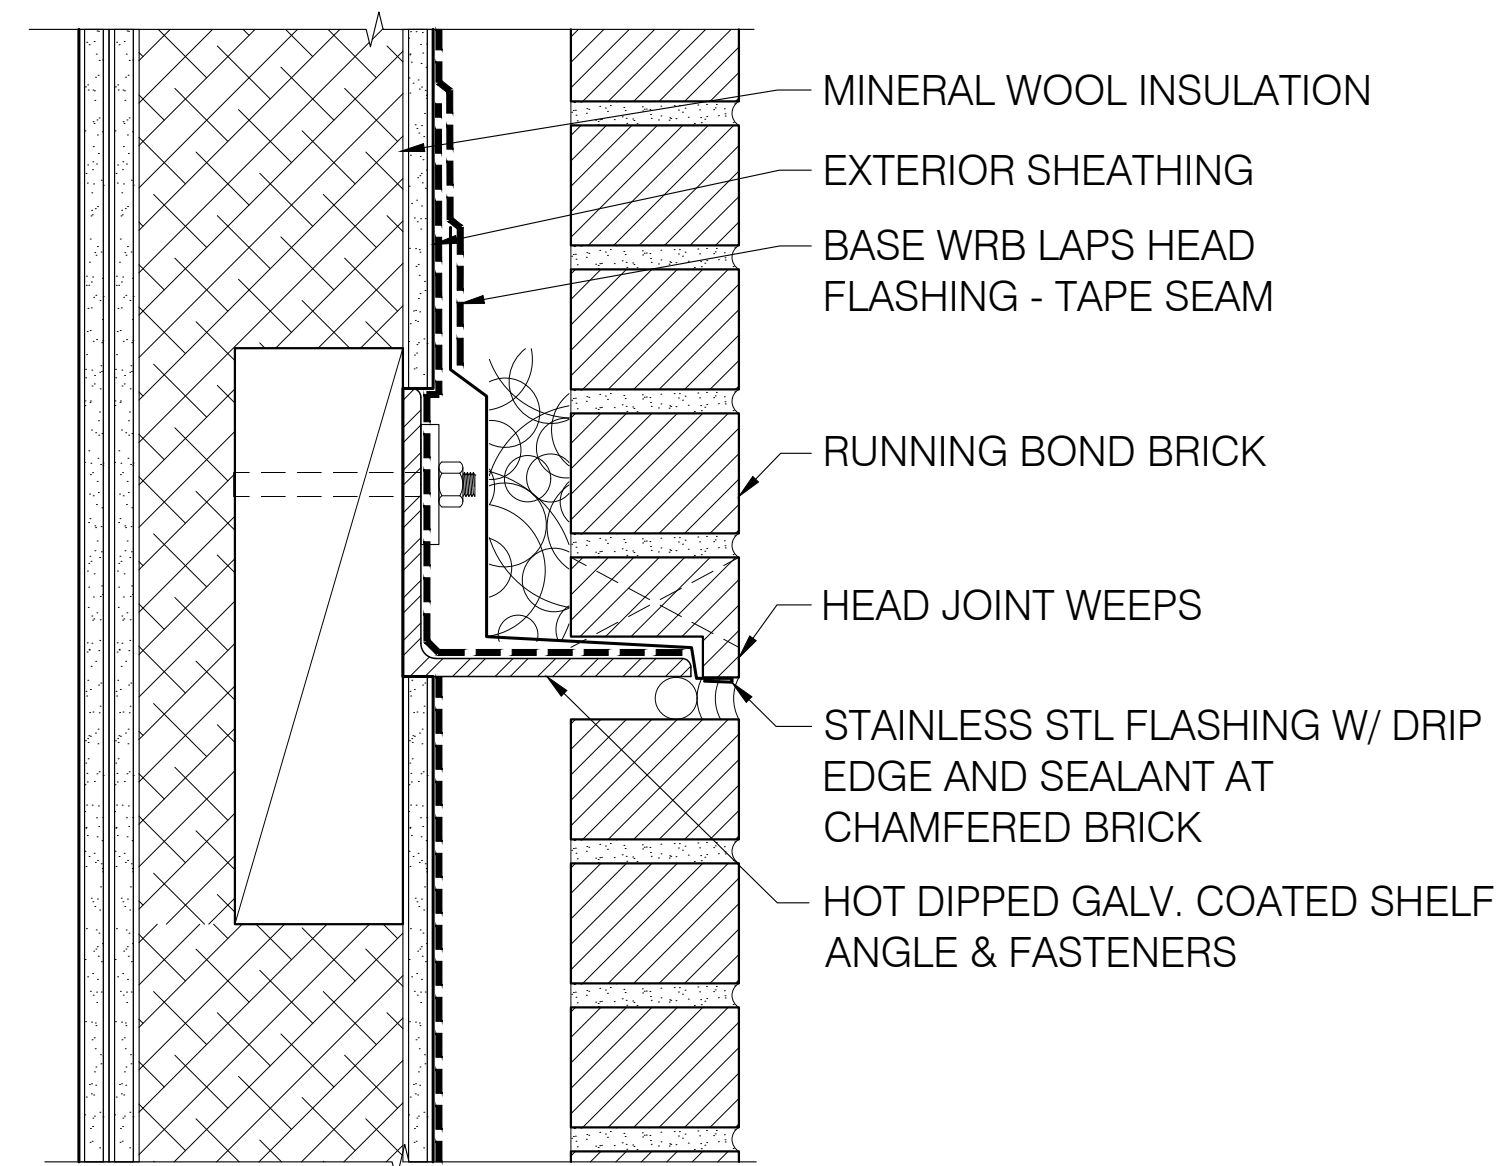 MINERAL WOOL INSULATION
EXTERIOR SHEATHING
BASE WRB LAPS HEAD
FLASHING - TAPE SEAM
RUNNING BOND BRICK
HEAD JOINT WEEPS
STAINLESS STL FLASHING W/ DRIP
EDGE AND SEALANT AT
CHAMFERED BRICK
HOT DIPPED GALV. COATED SHELF
ANGLE & FASTENERS